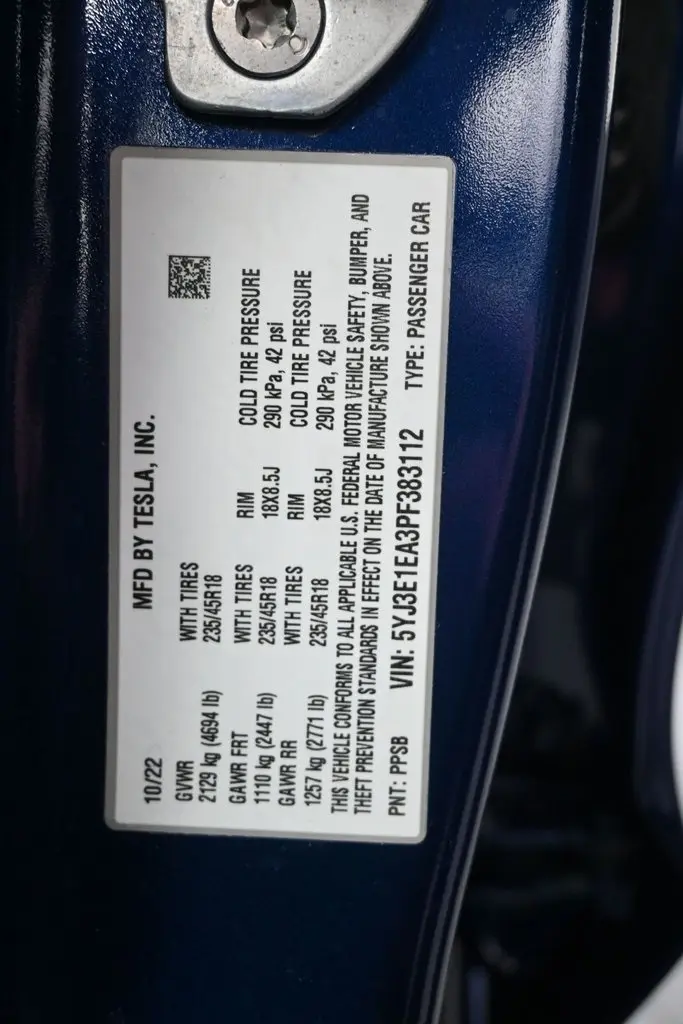 10/22 MFD BY TESLA, INC.
GVWR WITH TIRES
2129 kg (4694 lb) 235/45R18
GAWR FRT WITH TIRES RIM COLD TIRE PRESSURE
1110 kg (2447 lb) 235/45R18 18X8.5J 290 kPa, 42 psi
GAWR RR WITH TIRES RIM COLD TIRE PRESSURE
1257 kg (2771 lb) 235/45R18 18X8.5J 290 kPa, 42 psi
THIS VEHICLE CONFORMS TO ALL APPLICABLE U.S. FEDERAL MOTOR VEHICLE SAFETY, BUMPER, AND
THEFT PREVENTION STANDARDS IN EFFECT ON THE DATE OF MANUFACTURE SHOWN ABOVE.
PNT: PPSB VIN: 5YJ3E1EA3PF383112 TYPE: PASSENGER CAR